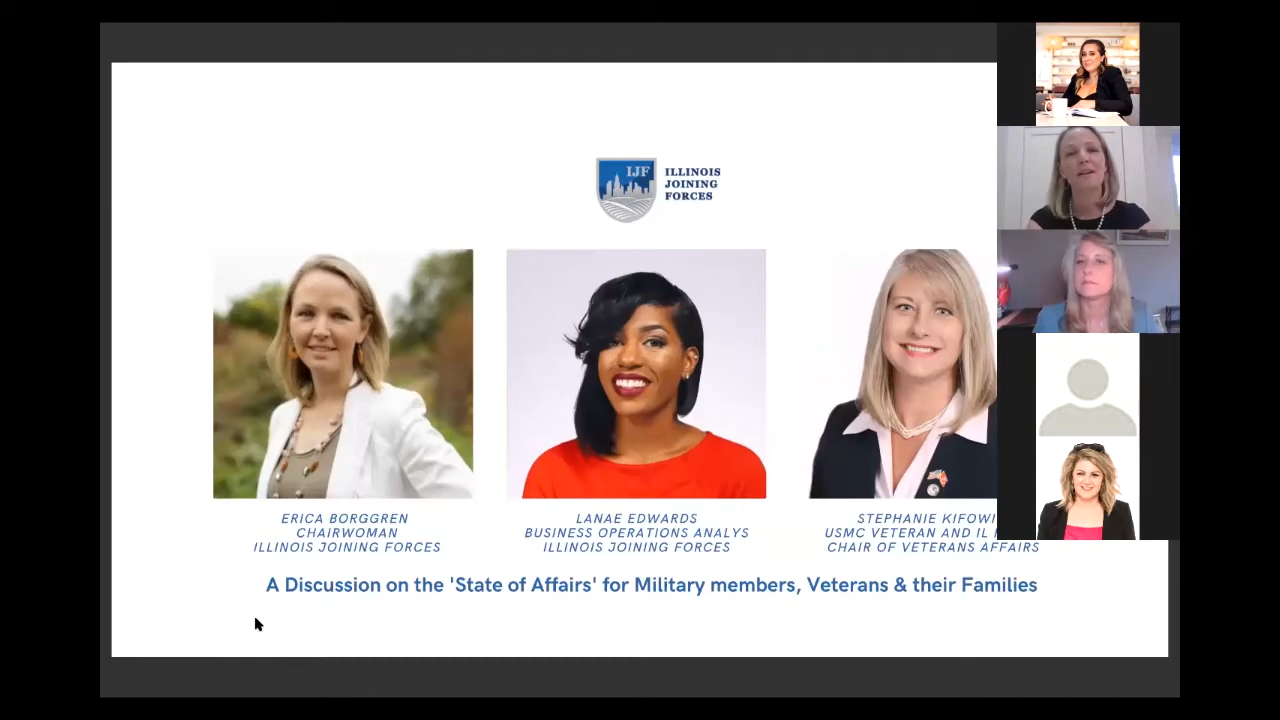 IJF
ILLINOIS
JOINING
FORCES
ERICA BORGGREN
CHAIRWOMAN
ILLINOIS JOINING FORCES
LANAE EDWARDS
BUSINESS OPERATIONS ANALYS
ILLINOIS JOINING FORCES
STEPHANIE KIFOWI
USMC VETERAN AND IL
CHAIR OF VETERANS AFFAIRS
A Discussion on the 'State of Affairs' for Military members, Veterans & their Families